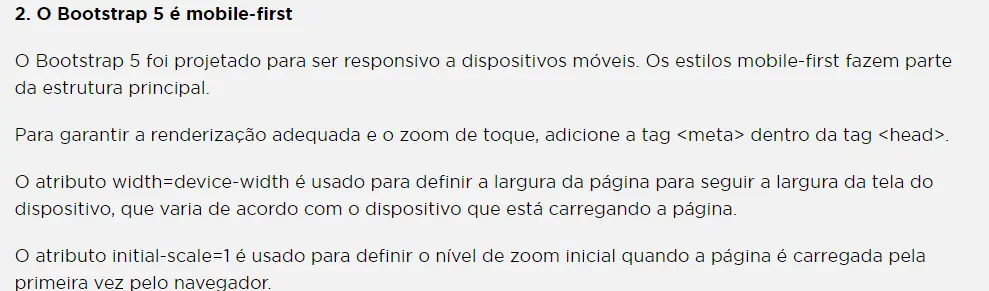 2. O Bootstrap 5 é mobile-first
O Bootstrap 5 foi projetado para ser responsivo a dispositivos móveis. Os estilos mobile-first fazem parte
da estrutura principal.
Para garantir a renderização adequada e o zoom de toque, adicione a tag <meta> dentro da tag <head>.
O atributo width=device-width é usado para definir a largura da página para seguir a largura da tela do
dispositivo, que varia de acordo com o dispositivo que está carregando a página.
O atributo initial-scale=1 é usado para definir o nível de zoom inicial quando a página é carregada pela
primeira vez pelo navegador.